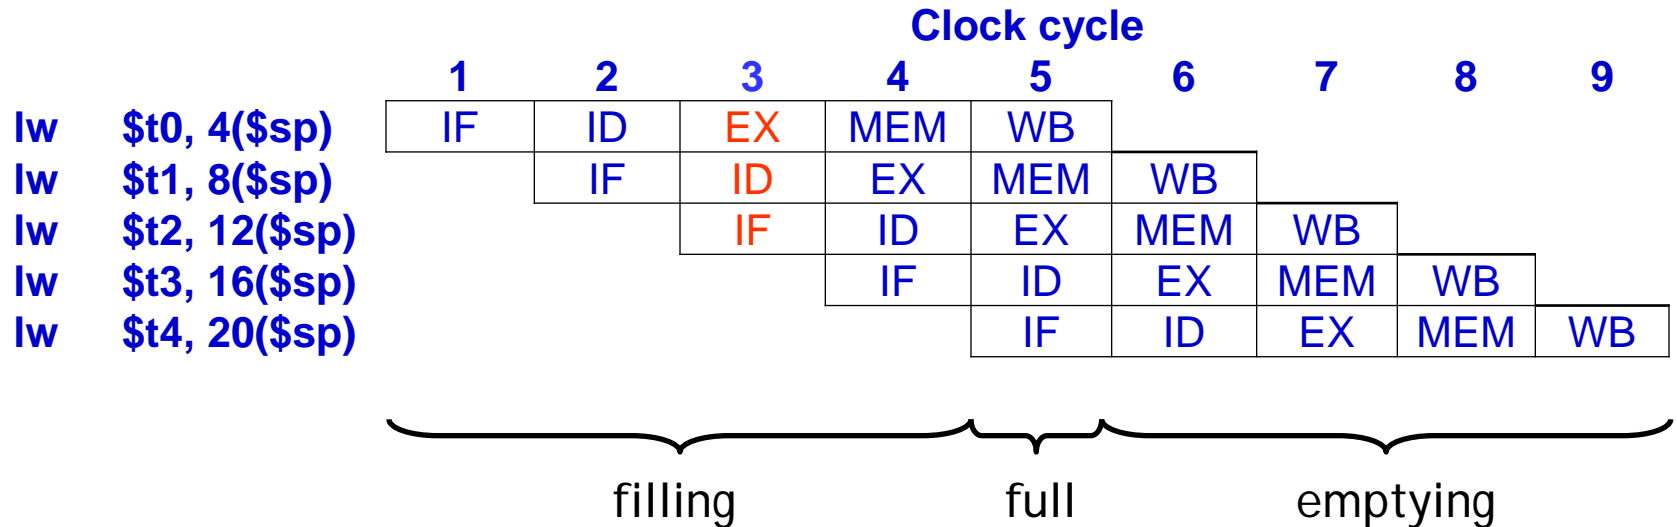 Clock cycle
1 2 3 4 5 6 7 8 9
lw $t0, 4($sp) IF ID EX MEM WB
lw $t1, 8($sp) IF ID EX MEM WB
lw $t2, 12($sp) IF ID EX MEM WB
lw $t3, 16($sp) IF ID EX MEM WB
lw $t4, 20($sp) IF ID EX MEM WB
filling full emptying